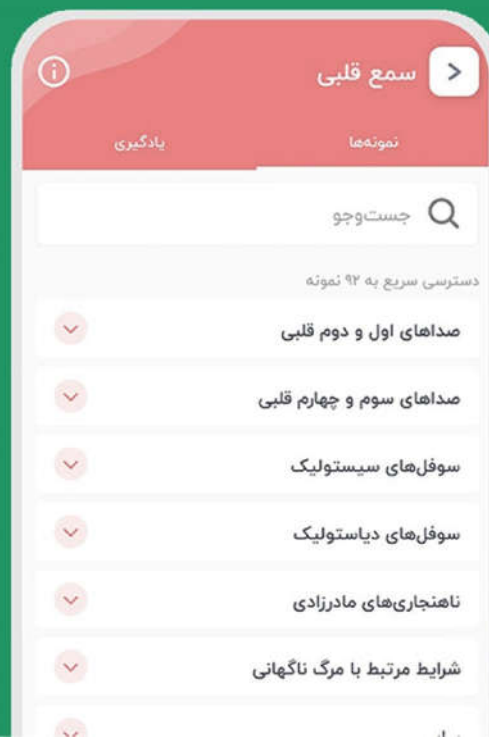 سمع قلبی
نمونه‌ها
یادگیری
جست‌وجو
دسترسی سریع به ۹۲ نمونه
صداهای اول و دوم قلبی
صداهای سوم و چهارم قلبی
سوفل‌های سیستولیک
سوفل‌های دیاستولیک
ناهنجاری‌های مادرزادی
شرایط مرتبط با مرگ ناگهانی